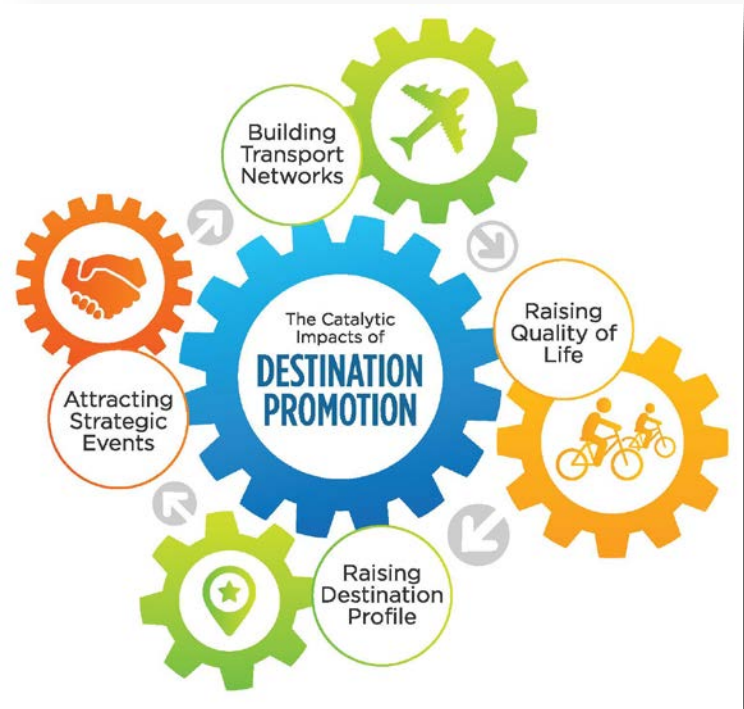 Building
Transport
Networks
The Catalytic
Impacts of
DESTINATION
PROMOTION
Raising
Quality of
Life
Attracting
Strategic
Events
Raising
Destination
Profile